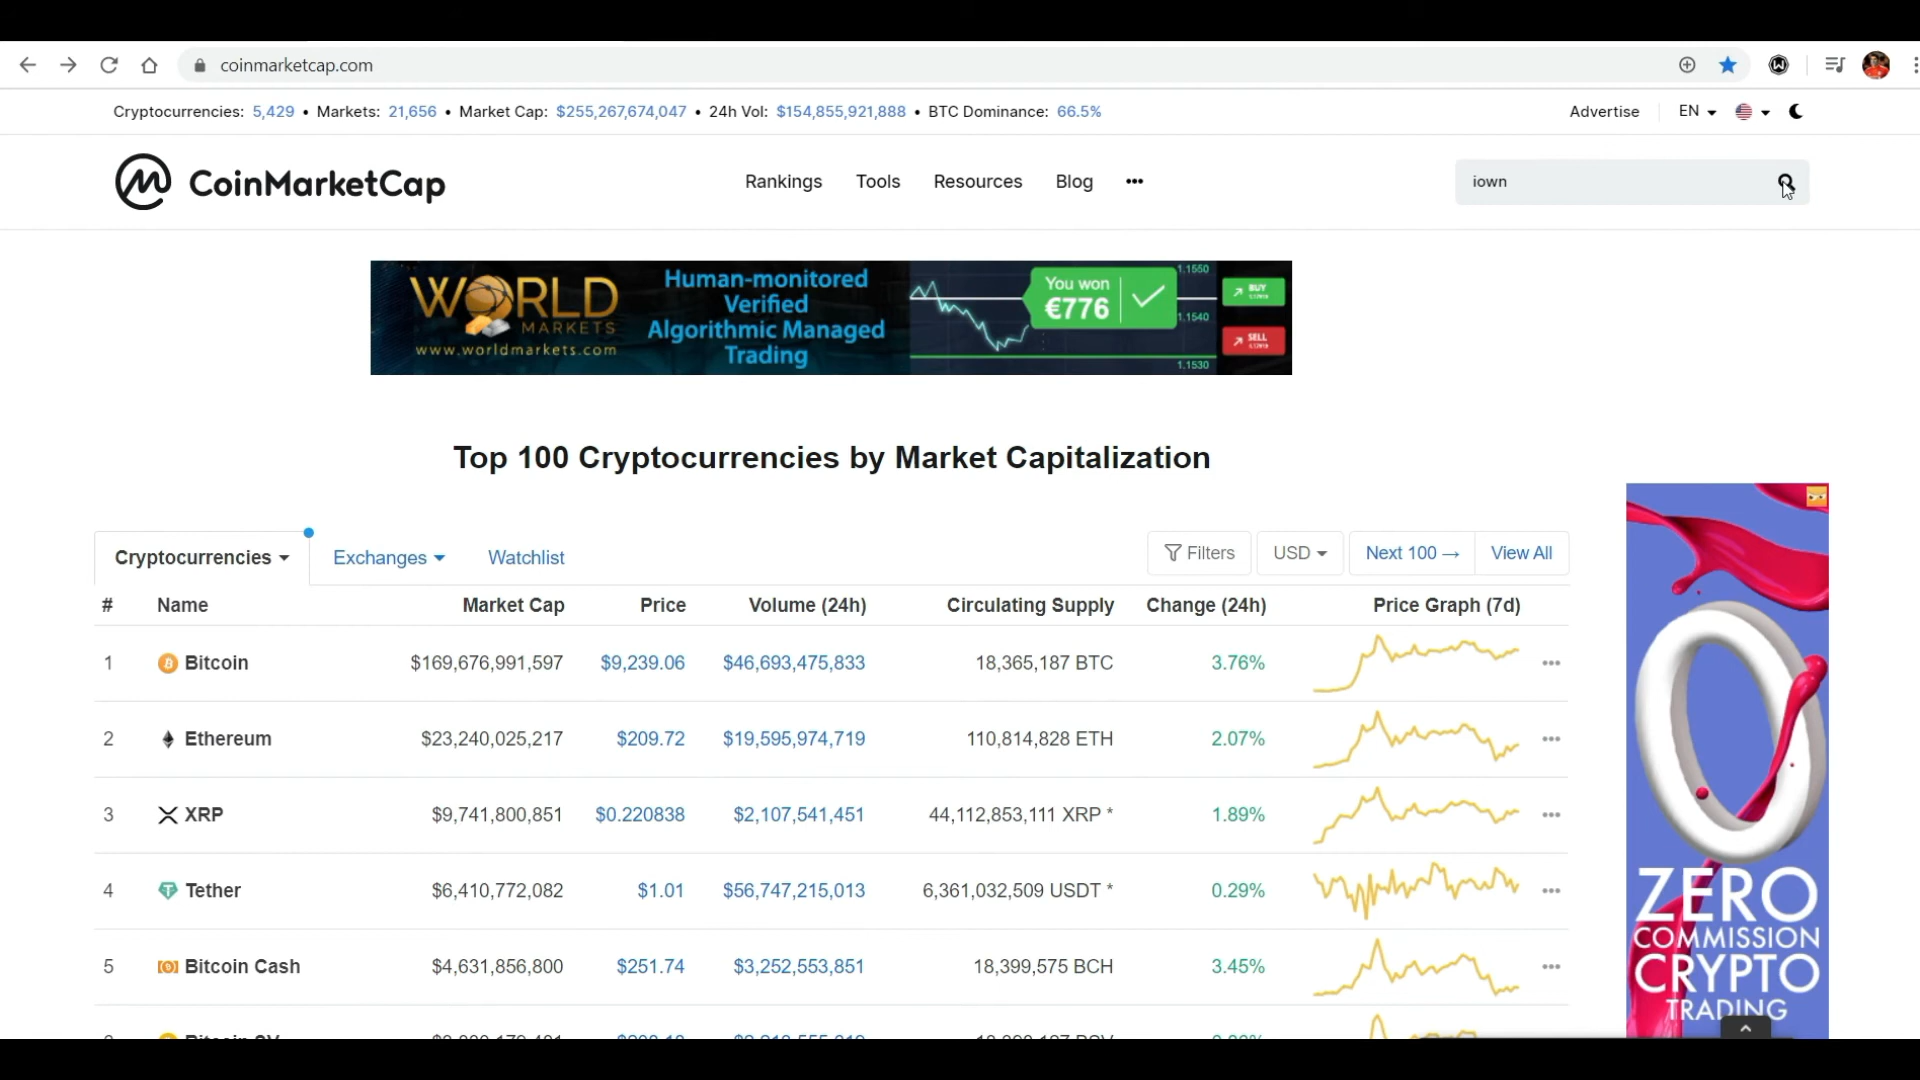 coinmarketcap.com
Cryptocurrencies: 5,429 • Markets: 21,656 • Market Cap: $255,267,674,047 • 24h Vol: $154,855,921,888 • BTC Dominance: 66.5%
Advertise EN
CoinMarketCap
Rankings Tools Resources Blog •••
iown
WORLD
MARKETS
www.worldmarkets.com
Human-monitored
Verified
Algorithmic Managed
Trading
You won
€776
1.1550
1.1540
1.1530
BUY
SELL
Top 100 Cryptocurrencies by Market Capitalization
Cryptocurrencies Exchanges Watchlist
Filters USD Next 100 → View All
# Name Market Cap Price Volume (24h) Circulating Supply Change (24h) Price Graph (7d)
1 Bitcoin $169,676,991,597 $9,239.06 $46,693,475,833 18,365,187 BTC 3.76%
2 Ethereum $23,240,025,217 $209.72 $19,595,974,719 110,814,828 ETH 2.07%
3 XRP $9,741,800,851 $0.220838 $2,107,541,451 44,112,853,111 XRP * 1.89%
4 Tether $6,410,772,082 $1.01 $56,747,215,013 6,361,032,509 USDT * 0.29%
5 Bitcoin Cash $4,631,856,800 $251.74 $3,252,553,851 18,399,575 BCH 3.45%
ZERO
COMMISSION
CRYPTO
TRADING